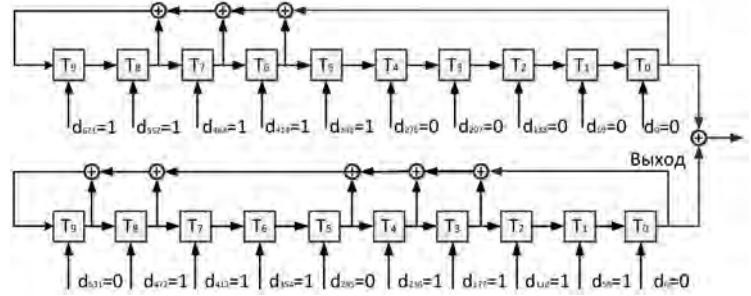 T₉ T₈ T₇ T₆ T₅ T₄ T₃ T₂ T₁ T₀
d₆₂₁=1 d₅₅₂=1 d₄₈₃=1 d₄₁₄=1 d₃₄₅=1 d₂₇₆=0 d₂₀₇=0 d₁₃₈=0 d₆₉=0 d₀=0
Выход
T₉ T₈ T₇ T₆ T₅ T₄ T₃ T₂ T₁ T₀
d₅₃₁=0 d₄₇₂=1 d₄₁₃=1 d₃₅₄=1 d₂₉₅=0 d₂₃₆=1 d₁₇₇=1 d₁₁₈=1 d₅₉=1 d₀=0